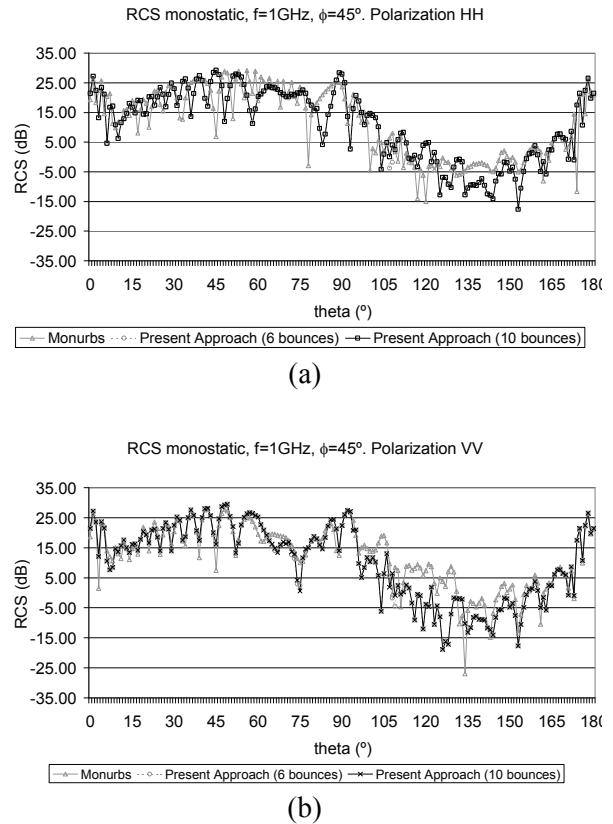 RCS monostatic, f=1GHz, ϕ=45º. Polarization HH
35.00
25.00
15.00
5.00
-5.00
-15.00
-25.00
-35.00
RCS (dB)
0 15 30 45 60 75 90 105 120 135 150 165 180
theta (º)
Monurbs Present Approach (6 bounces) Present Approach (10 bounces)
(a)
RCS monostatic, f=1GHz, ϕ=45º. Polarization VV
35.00
25.00
15.00
5.00
-5.00
-15.00
-25.00
-35.00
RCS (dB)
0 15 30 45 60 75 90 105 120 135 150 165 180
theta (º)
Monurbs Present Approach (6 bounces) Present Approach (10 bounces)
(b)